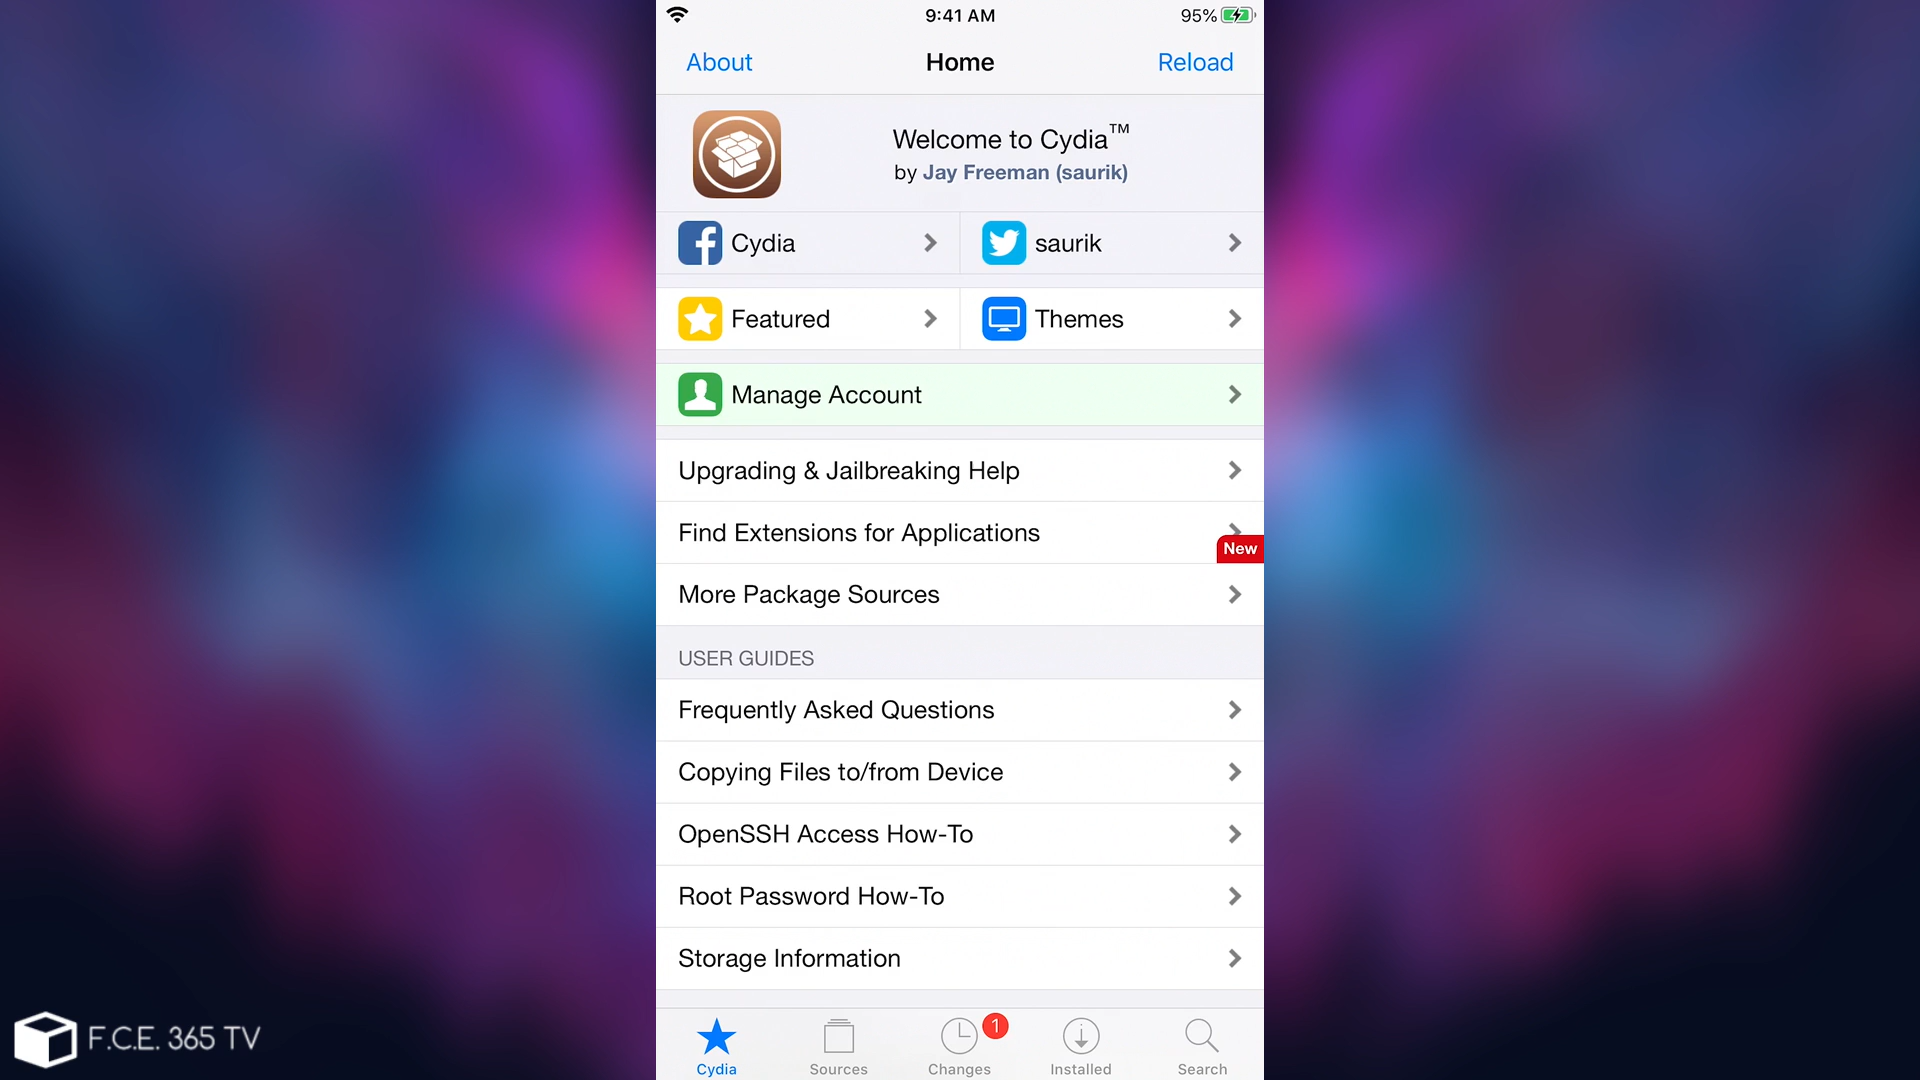 9:41 AM
95%
About
Home
Reload
Welcome to Cydia™
by Jay Freeman (saurik)
Cydia
saurik
Featured
Themes
Manage Account
Upgrading & Jailbreaking Help
Find Extensions for Applications
New
More Package Sources
USER GUIDES
Frequently Asked Questions
Copying Files to/from Device
OpenSSH Access How-To
Root Password How-To
Storage Information
1
Cydia
Sources
Changes
Installed
Search
F.C.E. 365 TV